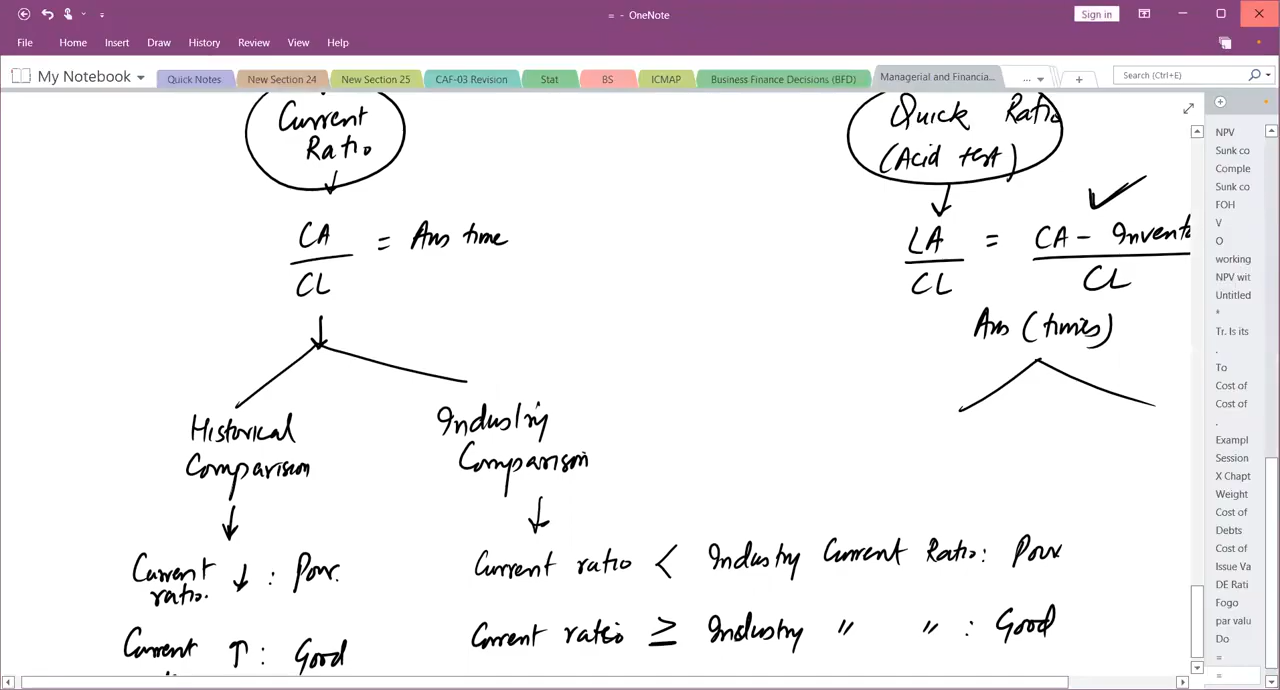 = - OneNote
Sign in
File Home Insert Draw History Review View Help
My Notebook
Quick Notes
New Section 24
New Section 25
CAF-03 Revision
Stat
BS
ICMAP
Business Finance Decisions (BFD)
Managerial and Financia...
...
+
Search (Ctrl+E)
Current
Ratio
CA
CL
= Ans time
Historical
Comparison
Industry
Comparison
Current ↓ : Poor.
ratio.
Current ↑ : Good
Current ratio < Industry Current Ratio: Poor
Current ratio ≥ Industry " " : Good
Quick Ratio
(Acid test)
LA = CA - Invento
CL CL
Ans (times)
NPV
Sunk co
Comple
Sunk co
FOH
V
O
working
NPV wit
Untitled
*
Tr. Is its
.
To
Cost of
Cost of
.
Exampl
Session
X Chapt
Weight
Cost of
Debts
Cost of
Issue Va
DE Rati
Fogo
par valu
Do
=
=